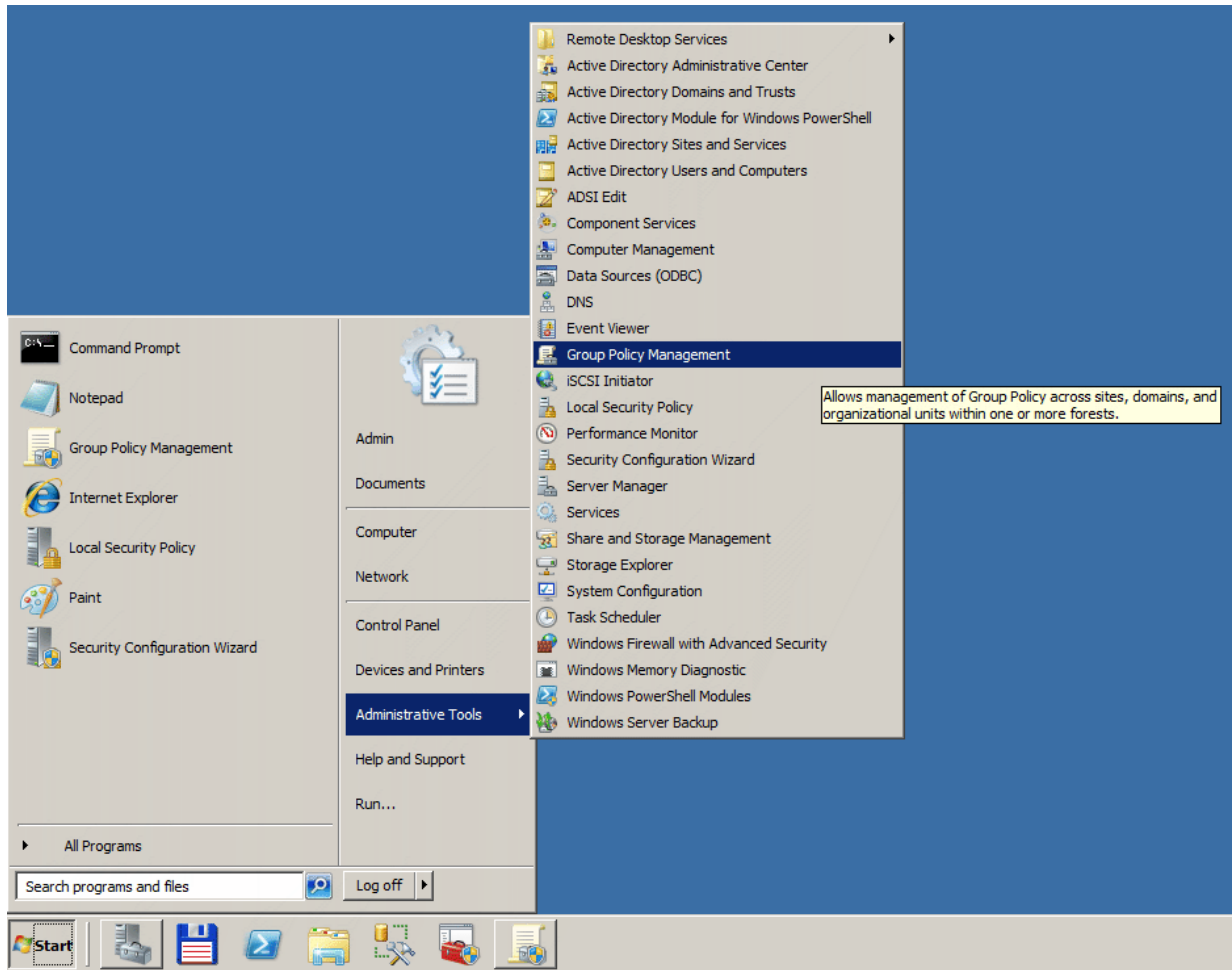 Remote Desktop Services
Active Directory Administrative Center
Active Directory Domains and Trusts
Active Directory Module for Windows PowerShell
Active Directory Sites and Services
Active Directory Users and Computers
ADSI Edit
Component Services
Computer Management
Data Sources (ODBC)
DNS
Event Viewer
Group Policy Management
iSCSI Initiator
Local Security Policy
Performance Monitor
Security Configuration Wizard
Server Manager
Services
Share and Storage Management
Storage Explorer
System Configuration
Task Scheduler
Windows Firewall with Advanced Security
Windows Memory Diagnostic
Windows PowerShell Modules
Windows Server Backup
Allows management of Group Policy across sites, domains, and
organizational units within one or more forests.
C:\
Command Prompt
Notepad
Group Policy Management
Internet Explorer
Local Security Policy
Paint
Security Configuration Wizard
All Programs
Search programs and files
Admin
Documents
Computer
Network
Control Panel
Devices and Printers
Administrative Tools
Help and Support
Run...
Log off
Start